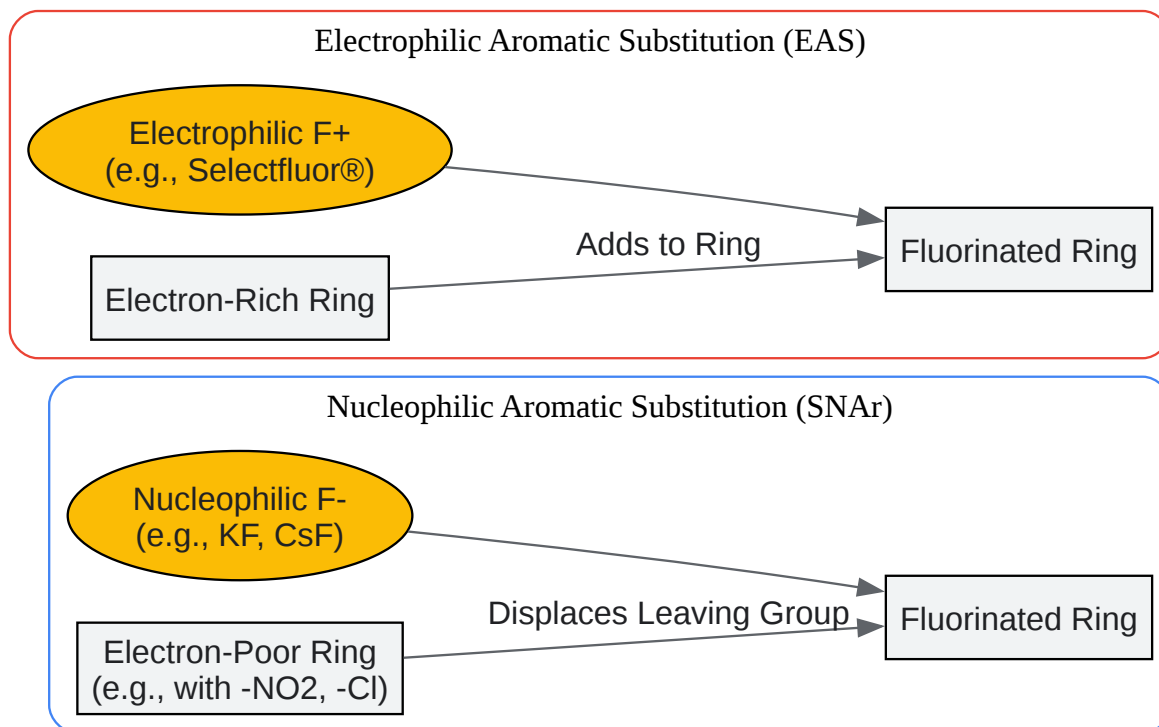 Electrophilic Aromatic Substitution (EAS)
Electrophilic F+
(e.g., Selectfluor®)
Adds to Ring
Fluorinated Ring
Electron-Rich Ring
Nucleophilic Aromatic Substitution (SNAr)
Nucleophilic F-
(e.g., KF, CsF)
Displaces Leaving Group
Fluorinated Ring
Electron-Poor Ring
(e.g., with -NO2, -Cl)